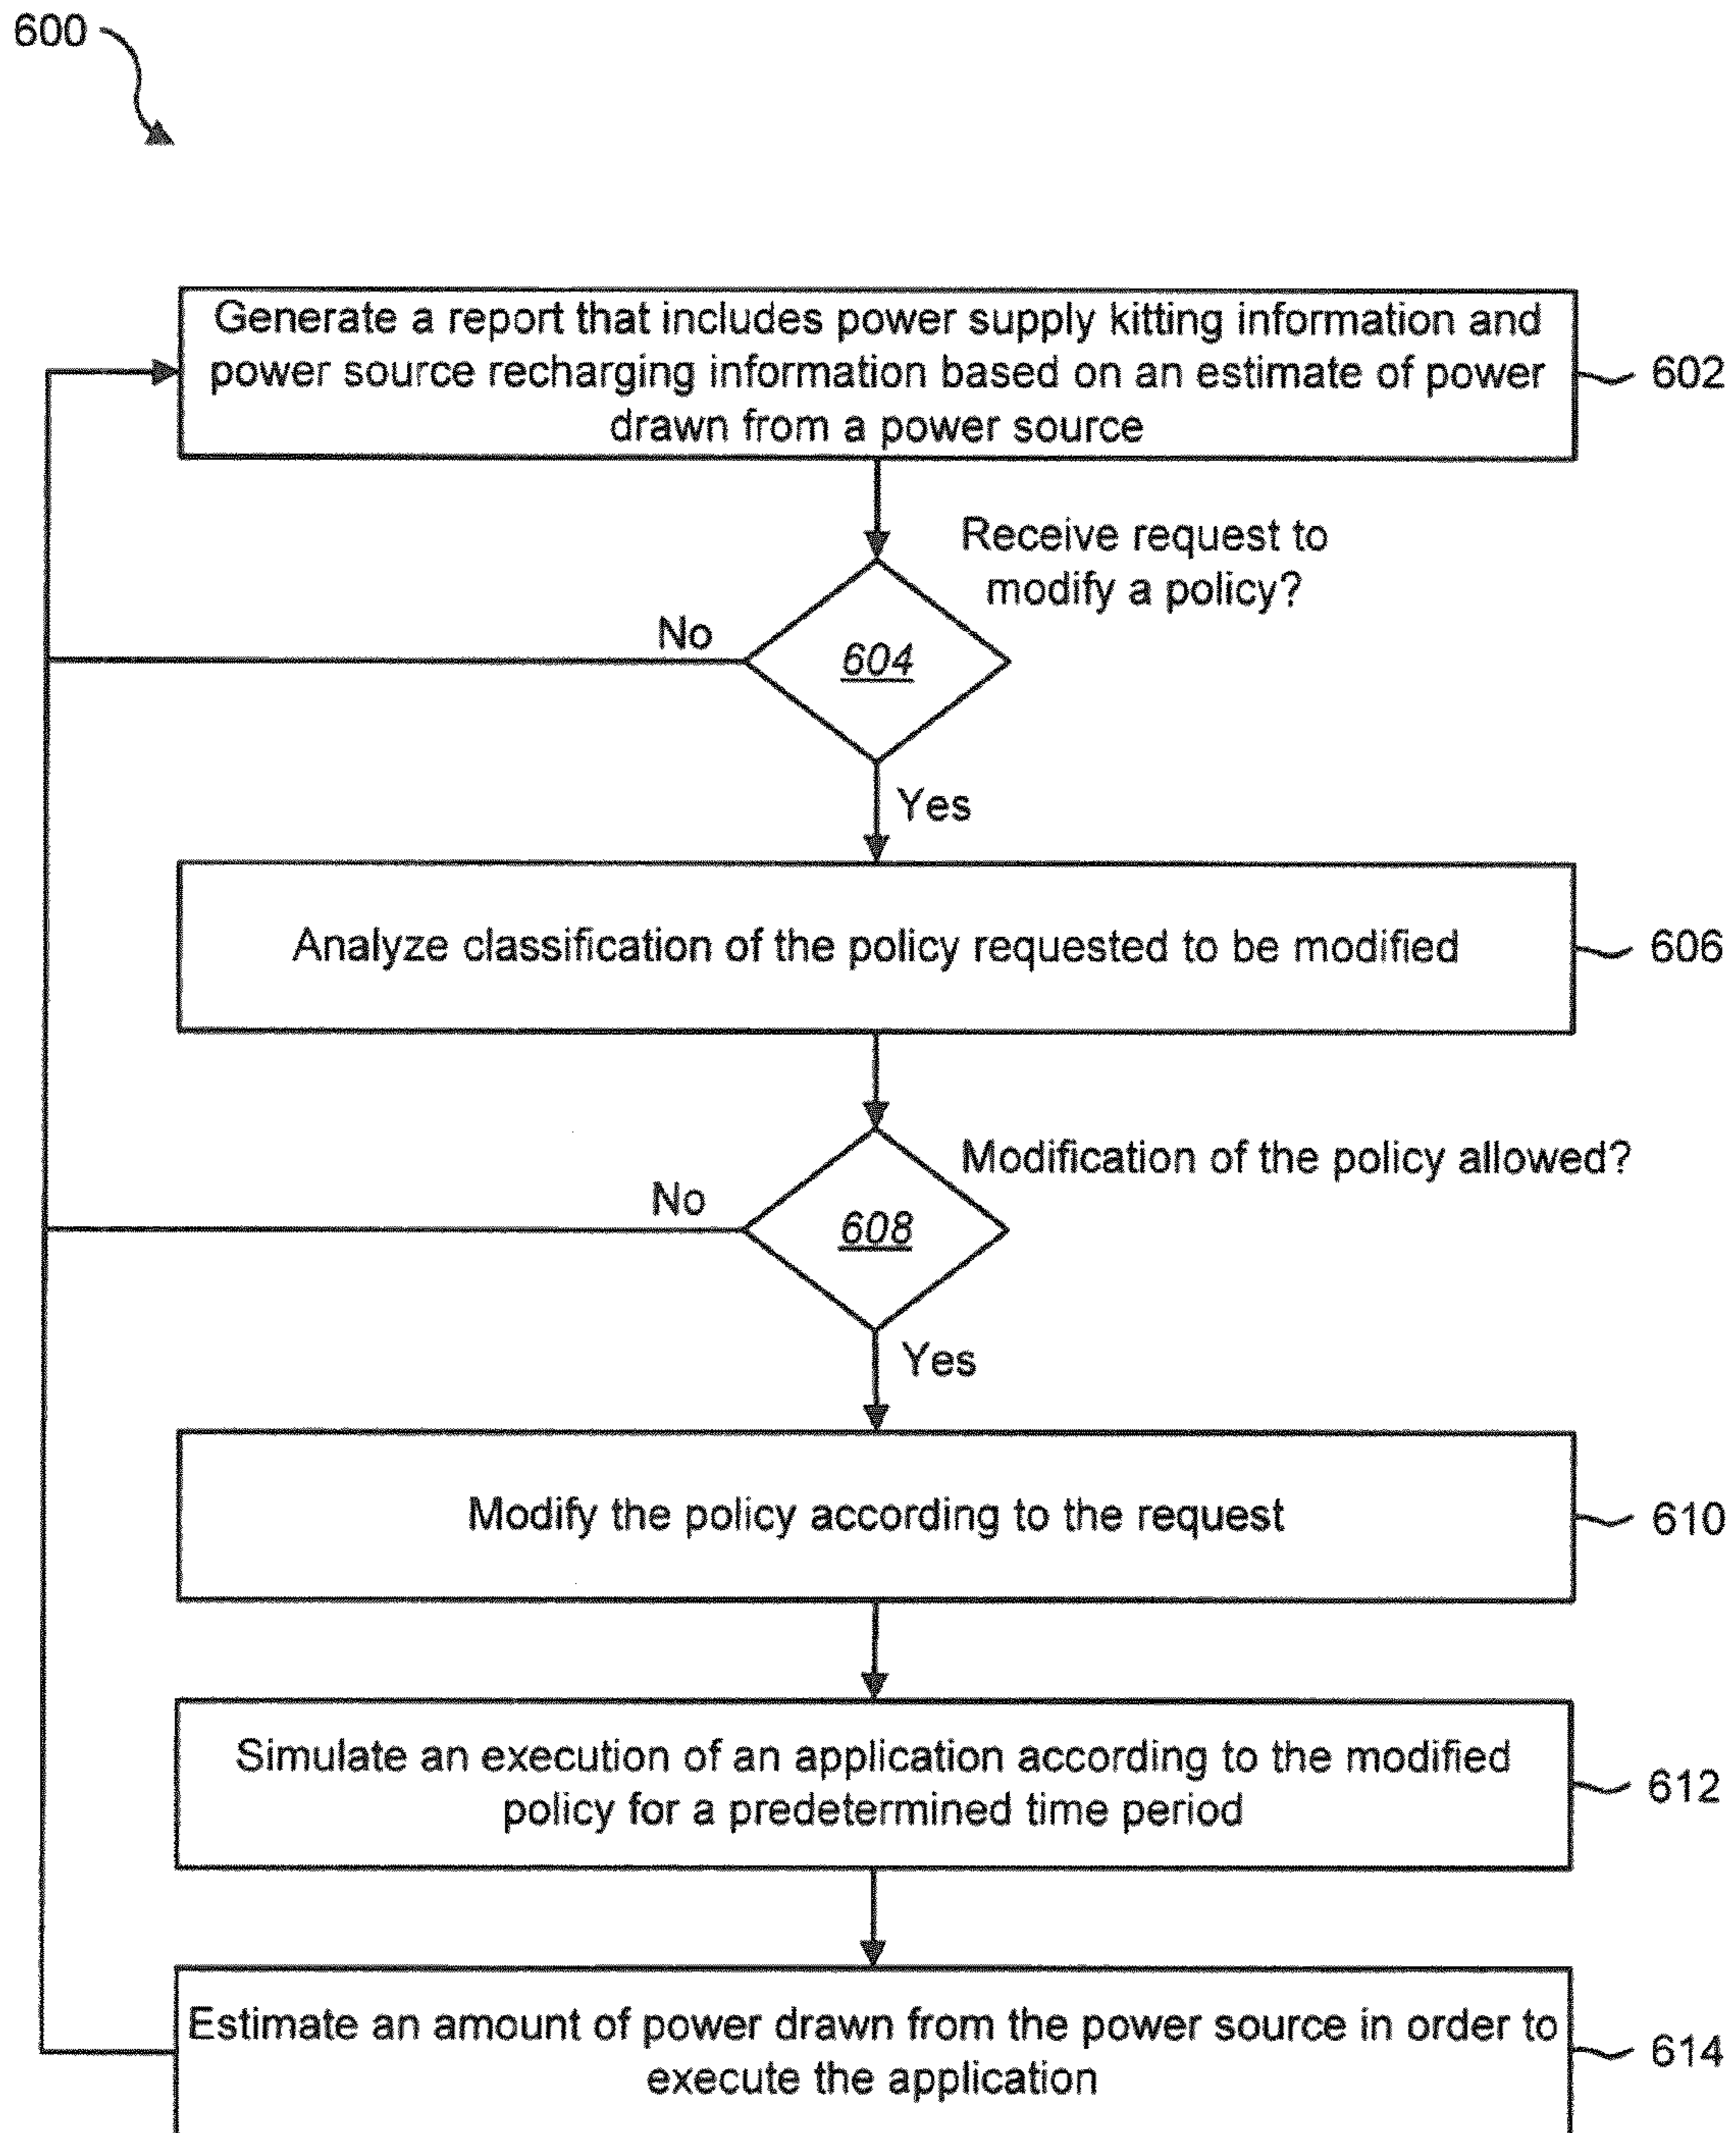 600
Generate a report that includes power supply kitting information and
power source recharging information based on an estimate of power
drawn from a power source
602
Receive request to
modify a policy?
No
604
Yes
Analyze classification of the policy requested to be modified
606
Modification of the policy allowed?
No
608
Yes
Modify the policy according to the request
610
Simulate an execution of an application according to the modified
policy for a predetermined time period
612
Estimate an amount of power drawn from the power source in order to
execute the application
614